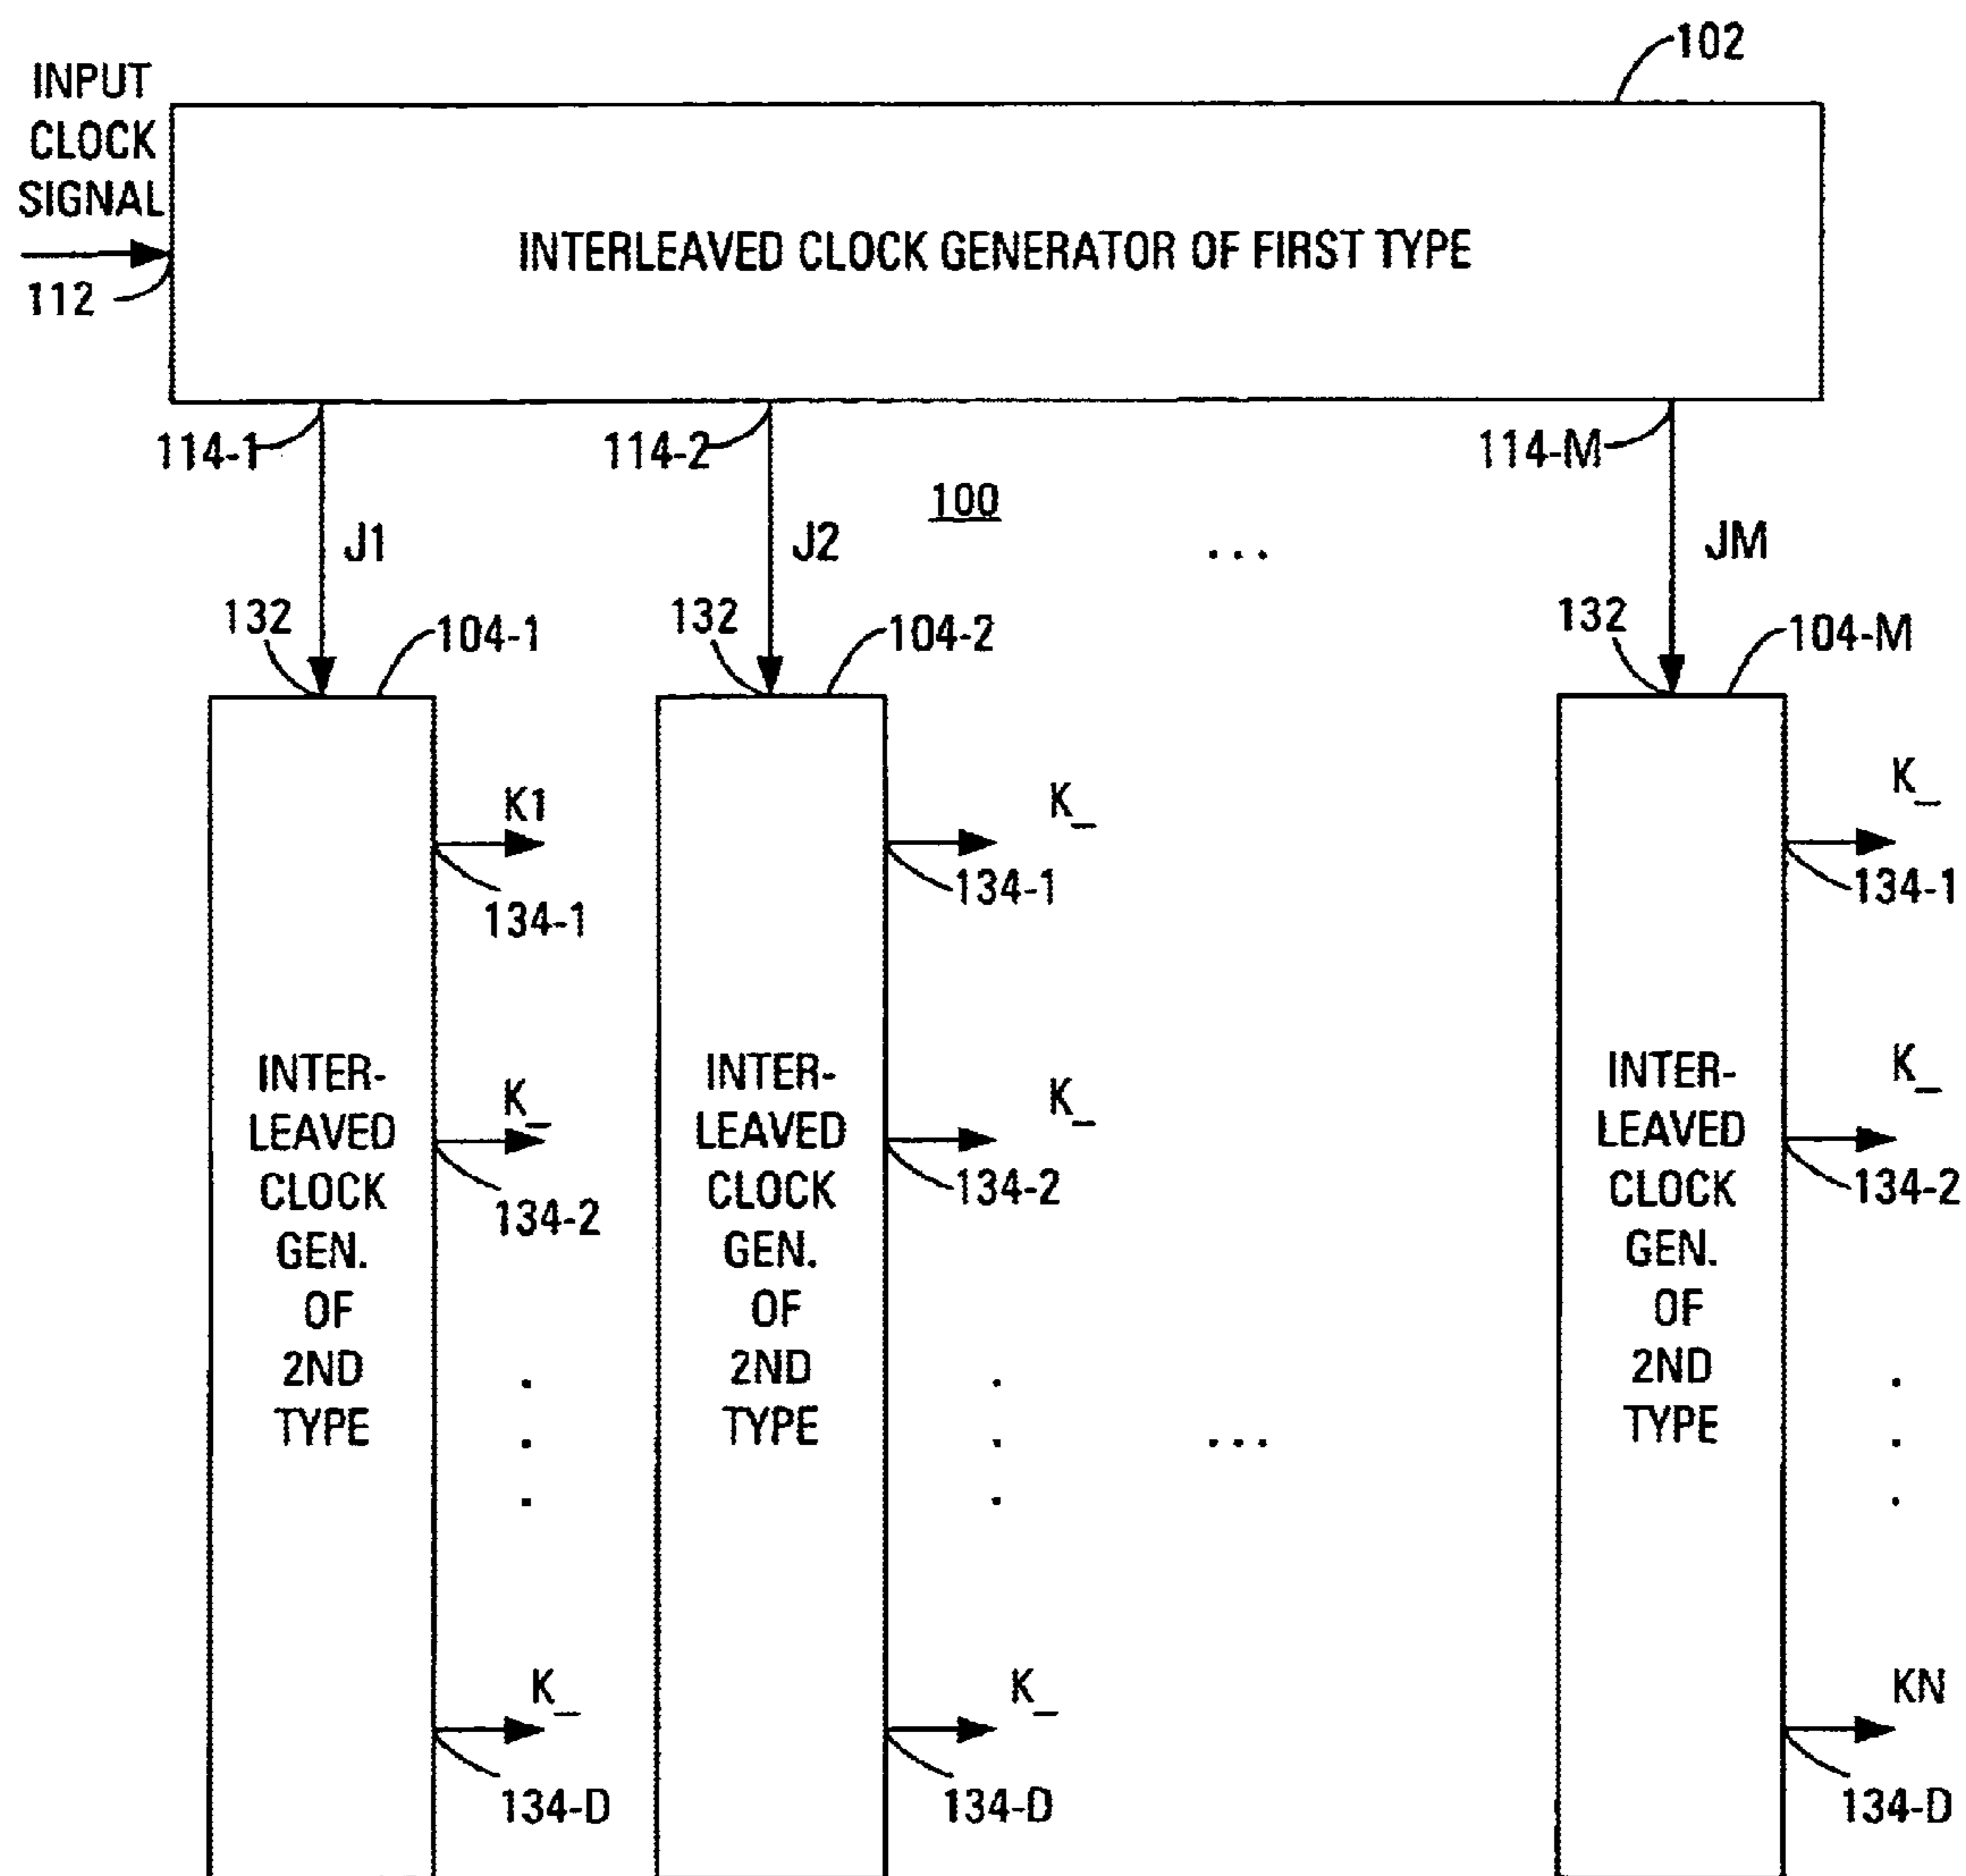 102
INPUT
CLOCK
SIGNAL
112
INTERLEAVED CLOCK GENERATOR OF FIRST TYPE
114-1
114-2
114-M
100
J1
J2
...
JM
132
104-1
132
104-2
132
104-M
K1
134-1
K_
134-1
K_
134-1
INTER-
LEAVED
CLOCK
GEN.
OF
2ND
TYPE
K_
134-2
INTER-
LEAVED
CLOCK
GEN.
OF
2ND
TYPE
K_
134-2
...
INTER-
LEAVED
CLOCK
GEN.
OF
2ND
TYPE
K_
134-2
K_
134-D
K_
134-D
KN
134-D